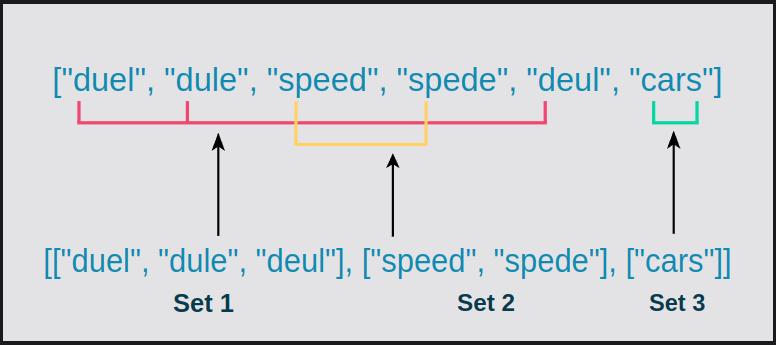 ["duel", "dule", "speed", "spede", "deul", "cars"]
[["duel", "dule", "deul"], ["speed", "spede"], ["cars"]]
Set 1 Set 2 Set 3